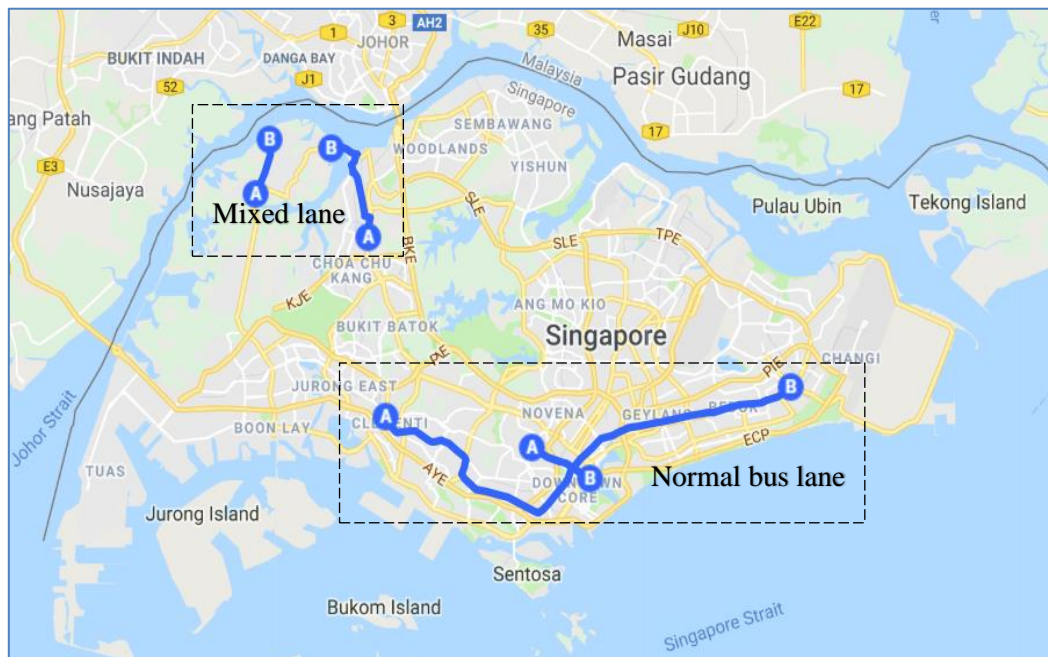 3
AH2
35
J10
E22
1
JOHOR
Masai
BUKIT INDAH
DANGA BAY
Malaysia
Pasir Gudang
J1
52
Singapore
17
ang Patah
SEMBAWANG
17
B
B
WOODLANDS
E3
YISHUN
Nusajaya
A
SLE
Pulau Ubin
Tekong Island
Mixed lane
A
TPE
BKE
SLE
CHOA CHU
KANG
KJE
ANG MO KIO
BUKIT BATOK
Singapore
CHANGI
PIE
PIE
JURONG EAST
B
Johor Strait
A
NOVENA
GEYLANG
BEDOK
CLEMENTI
BOON LAY
A
ECP
TUAS
AYE
B
Normal bus lane
DOWNTOWN
CORE
Jurong Island
Sentosa
Bukom Island
Singapore Strait